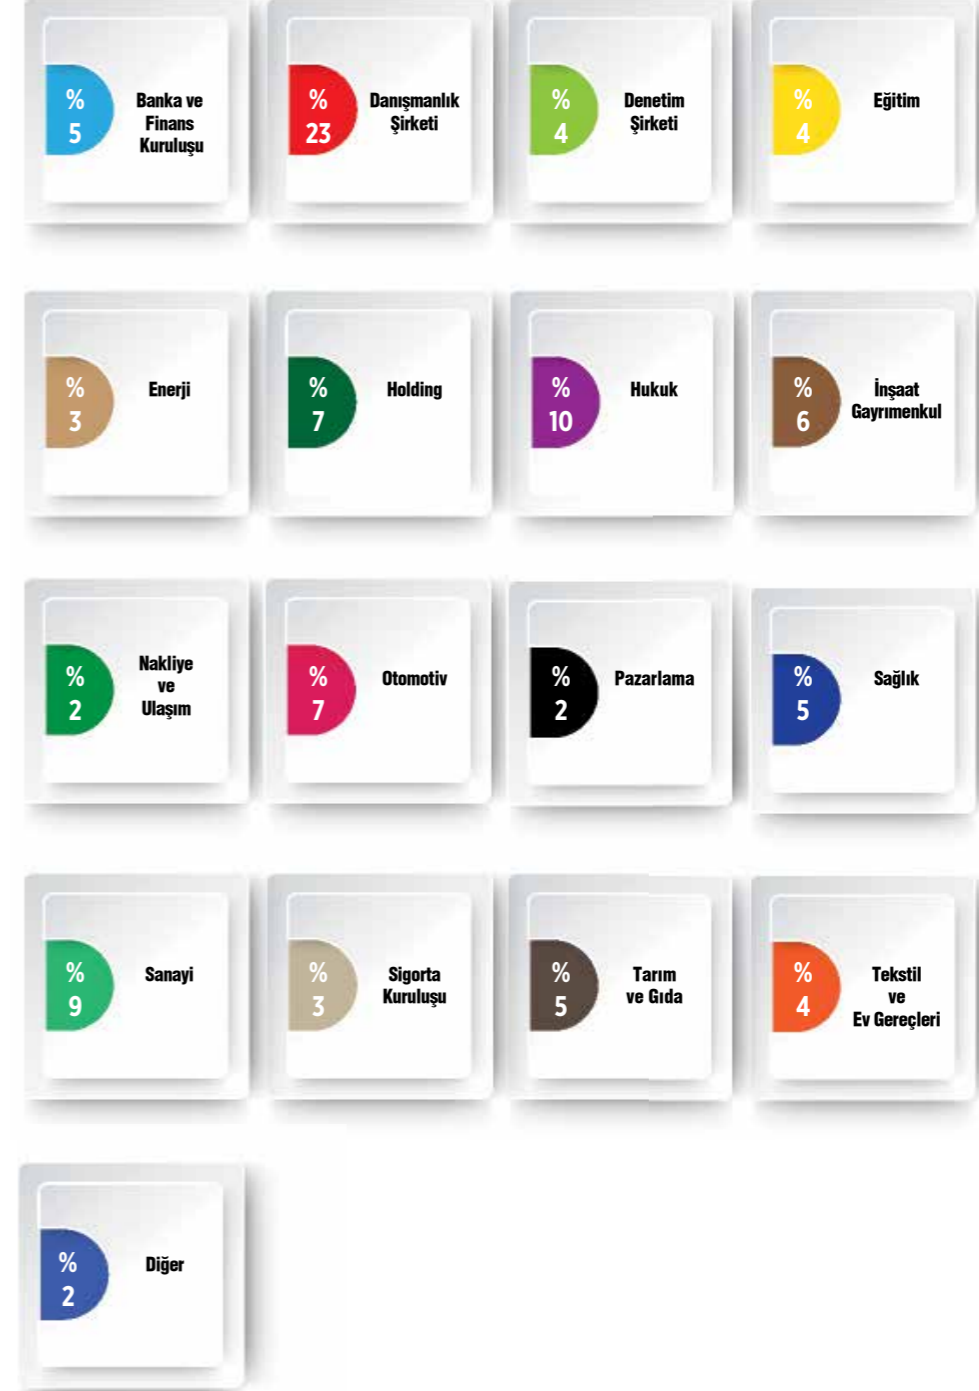 %
5
Banka ve
Finans
Kuruluşu
%
23
Danışmanlık
Şirketi
%
4
Denetim
Şirketi
%
4
Eğitim
%
3
Enerji
%
7
Holding
%
10
Hukuk
%
6
İnşaat
Gayrımenkul
%
2
Nakliye
ve
Ulaşım
%
7
Otomotiv
%
2
Pazarlama
%
5
Sağlık
%
9
Sanayi
%
3
Sigorta
Kuruluşu
%
5
Tarım
ve Gıda
%
4
Tekstil
ve
Ev Gereçleri
%
2
Diğer